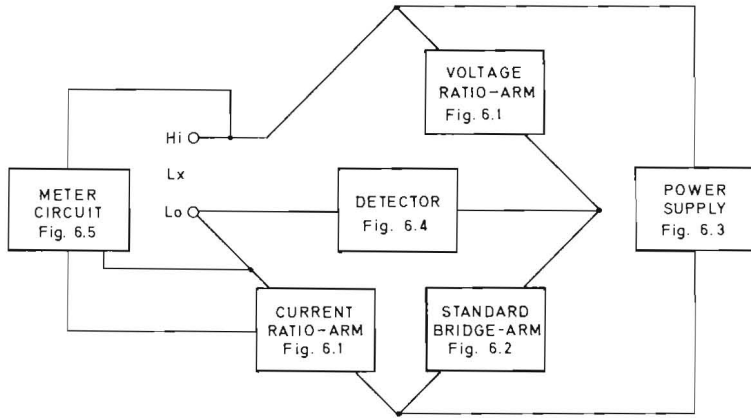 VOLTAGE
RATIO-ARM
Fig. 6.1
Hi
Lx
Lo
METER
CIRCUIT
Fig. 6.5
DETECTOR
Fig. 6.4
POWER
SUPPLY
Fig. 6.3
CURRENT
RATIO-ARM
Fig. 6.1
STANDARD
BRIDGE-ARM
Fig. 6.2